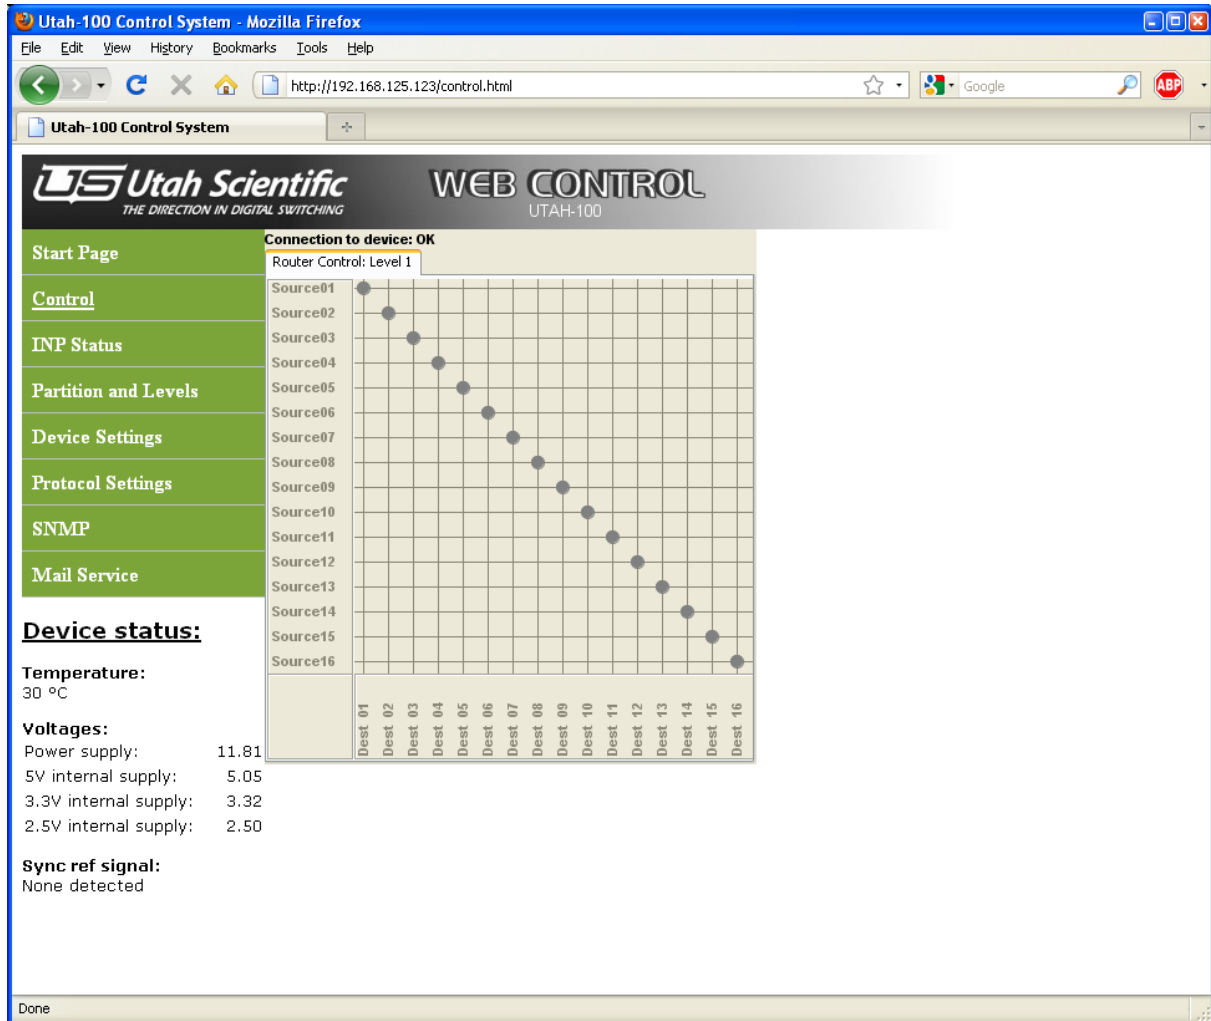 Utah-100 Control System - Mozilla Firefox
File Edit View History Bookmarks Tools Help
http://192.168.125.123/control.html
Google
ABP
Utah-100 Control System
US Utah Scientific
THE DIRECTION IN DIGITAL SWITCHING
WEB CONTROL
UTAH-100
Start Page
Control
INP Status
Partition and Levels
Device Settings
Protocol Settings
SNMP
Mail Service
Connection to device: OK
Router Control: Level 1
Source01
Source02
Source03
Source04
Source05
Source06
Source07
Source08
Source09
Source10
Source11
Source12
Source13
Source14
Source15
Source16
Dest 01
Dest 02
Dest 03
Dest 04
Dest 05
Dest 06
Dest 07
Dest 08
Dest 09
Dest 10
Dest 11
Dest 12
Dest 13
Dest 14
Dest 15
Dest 16
Device status:
Temperature:
30 °C
Voltages:
Power supply: 11.81
5V internal supply: 5.05
3.3V internal supply: 3.32
2.5V internal supply: 2.50
Sync ref signal:
None detected
Done